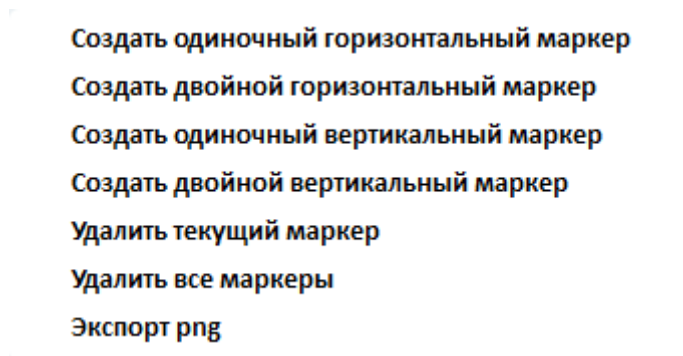 Создать одиночный горизонтальный маркер
Создать двойной горизонтальный маркер
Создать одиночный вертикальный маркер
Создать двойной вертикальный маркер
Удалить текущий маркер
Удалить все маркеры
Экспорт png